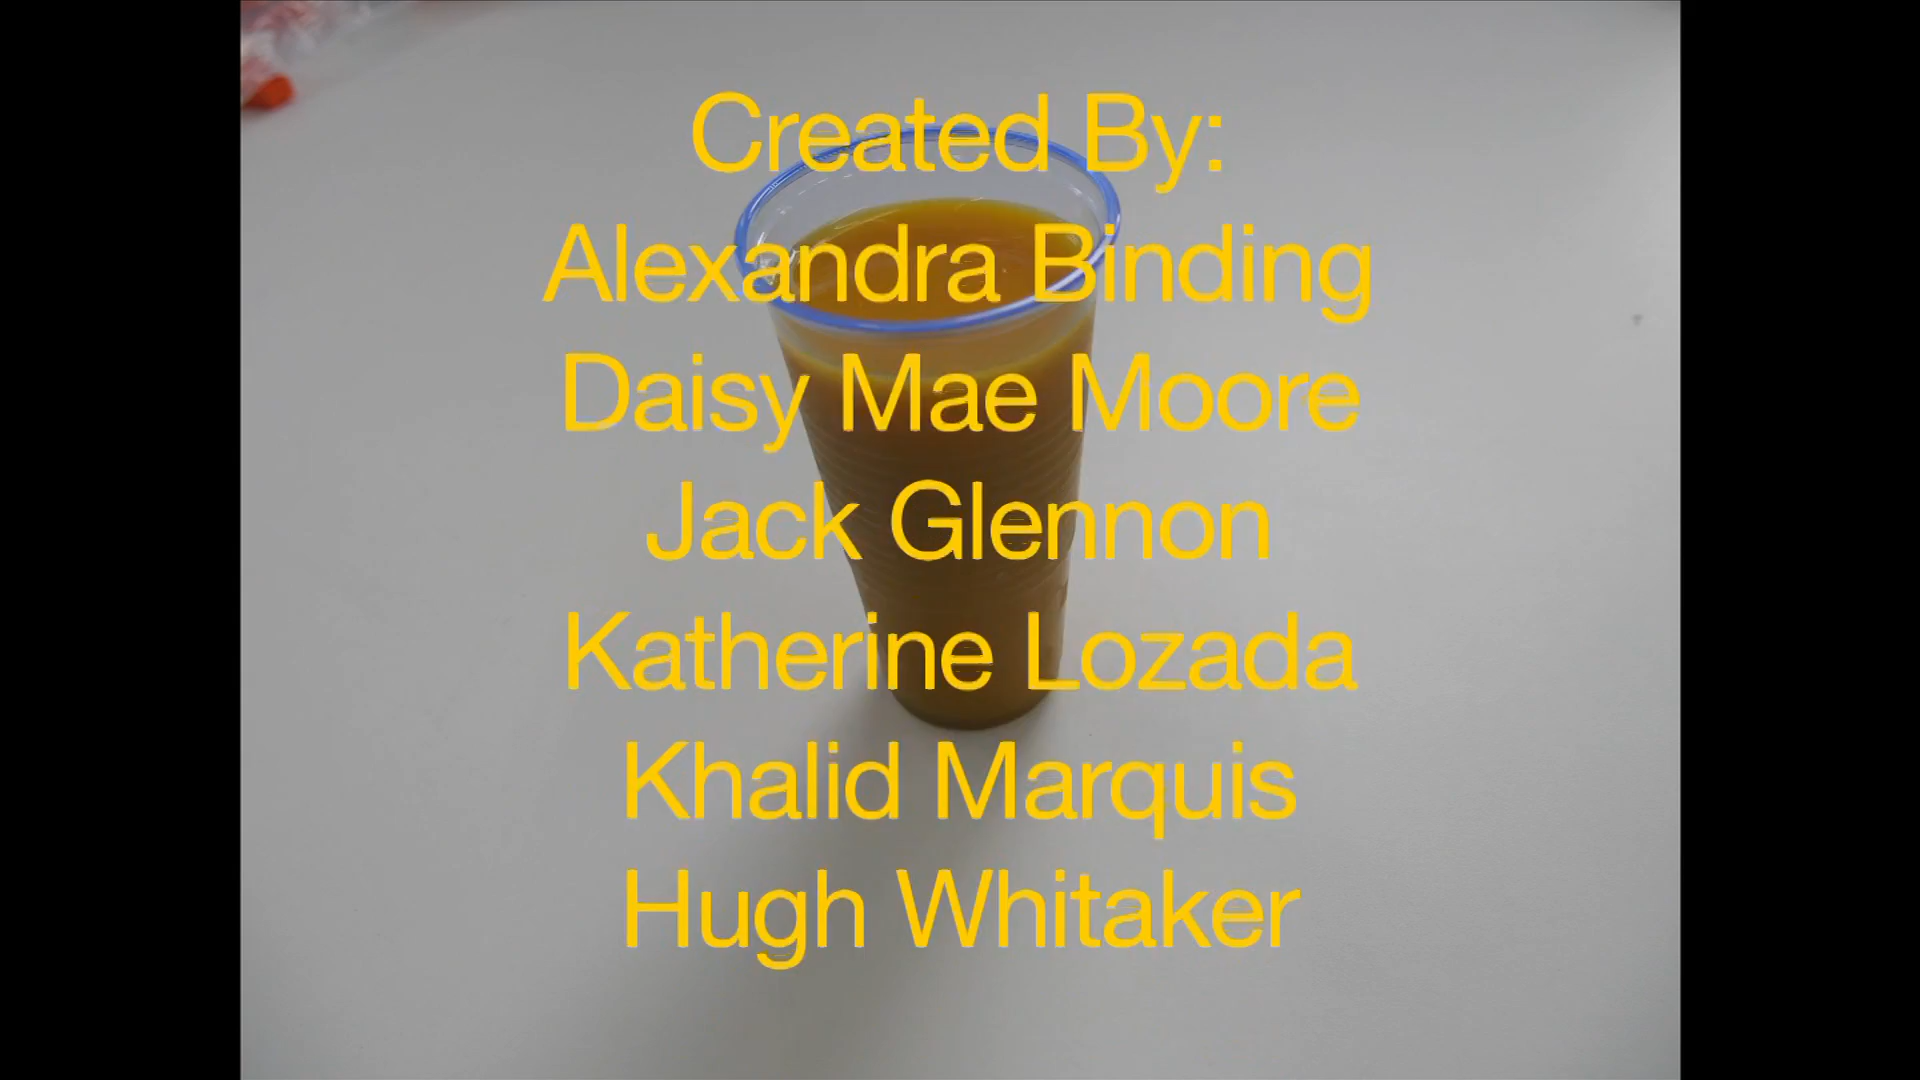 Created By:
Alexandra Binding
Daisy Mae Moore
Jack Glennon
Katherine Lozada
Khalid Marquis
Hugh Whitaker